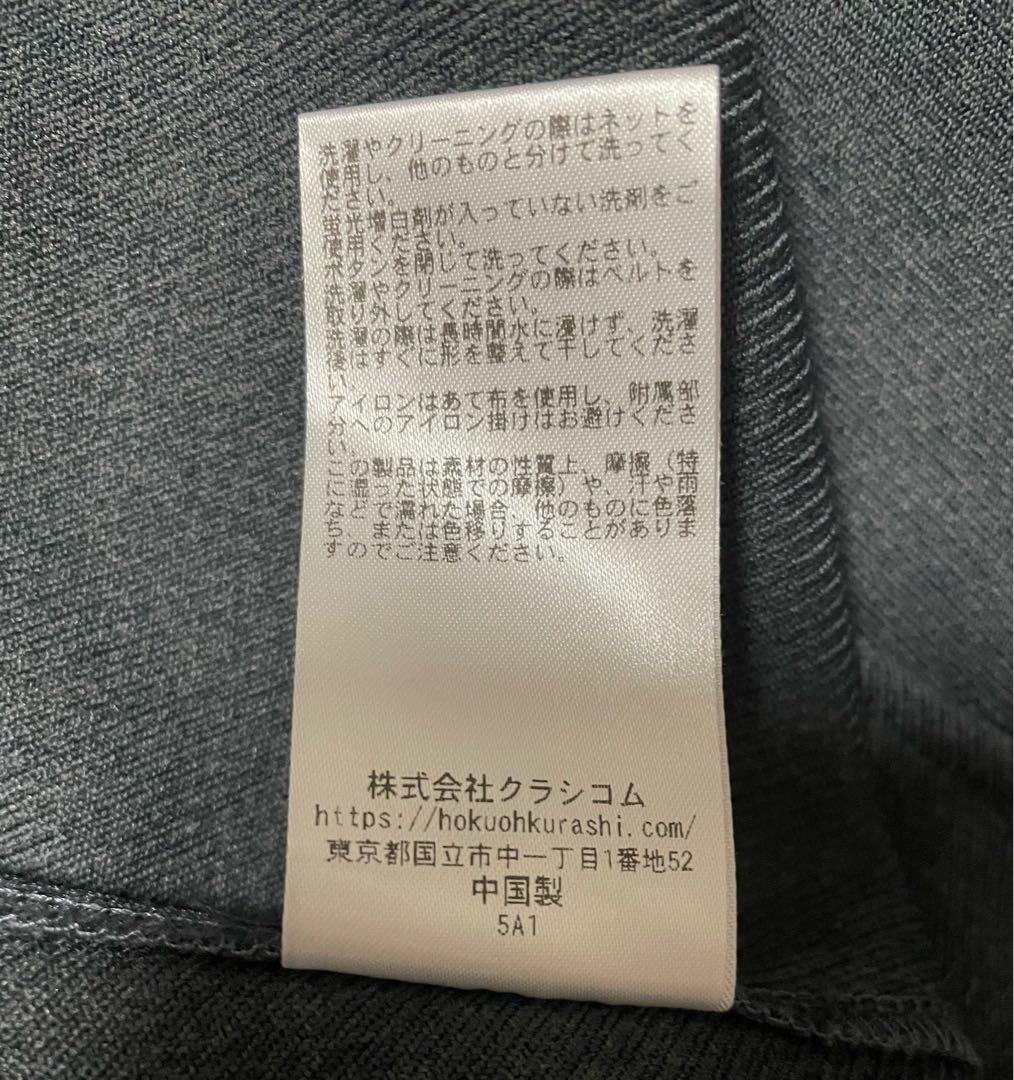 洗濯やクリーニングの際はネットを
使用し、他のものと分けて洗ってく
ださい。
蛍光増白剤が入っていない洗剤をご
使用ください。
ボタンを閉じて洗ってください。
洗濯やクリーニングの際はベルトを
取り外してください。
洗濯の際は長時間水に浸けず、洗濯
後はすぐに形を整えて干してくださ
い。
アイロンはあて布を使用し、附属部
分へのアイロン掛けはお避けくださ
い。
この製品は素材の性質上、摩擦（特
に湿った状態での摩擦）や、汗や雨
などで濡れた場合、他のものに色落
ち、または色移りすることがありま
すのでご注意ください。
株式会社クラシコム
https://hokuohkurashi.com/
東京都国立市中一丁目1番地52
中国製
5A1